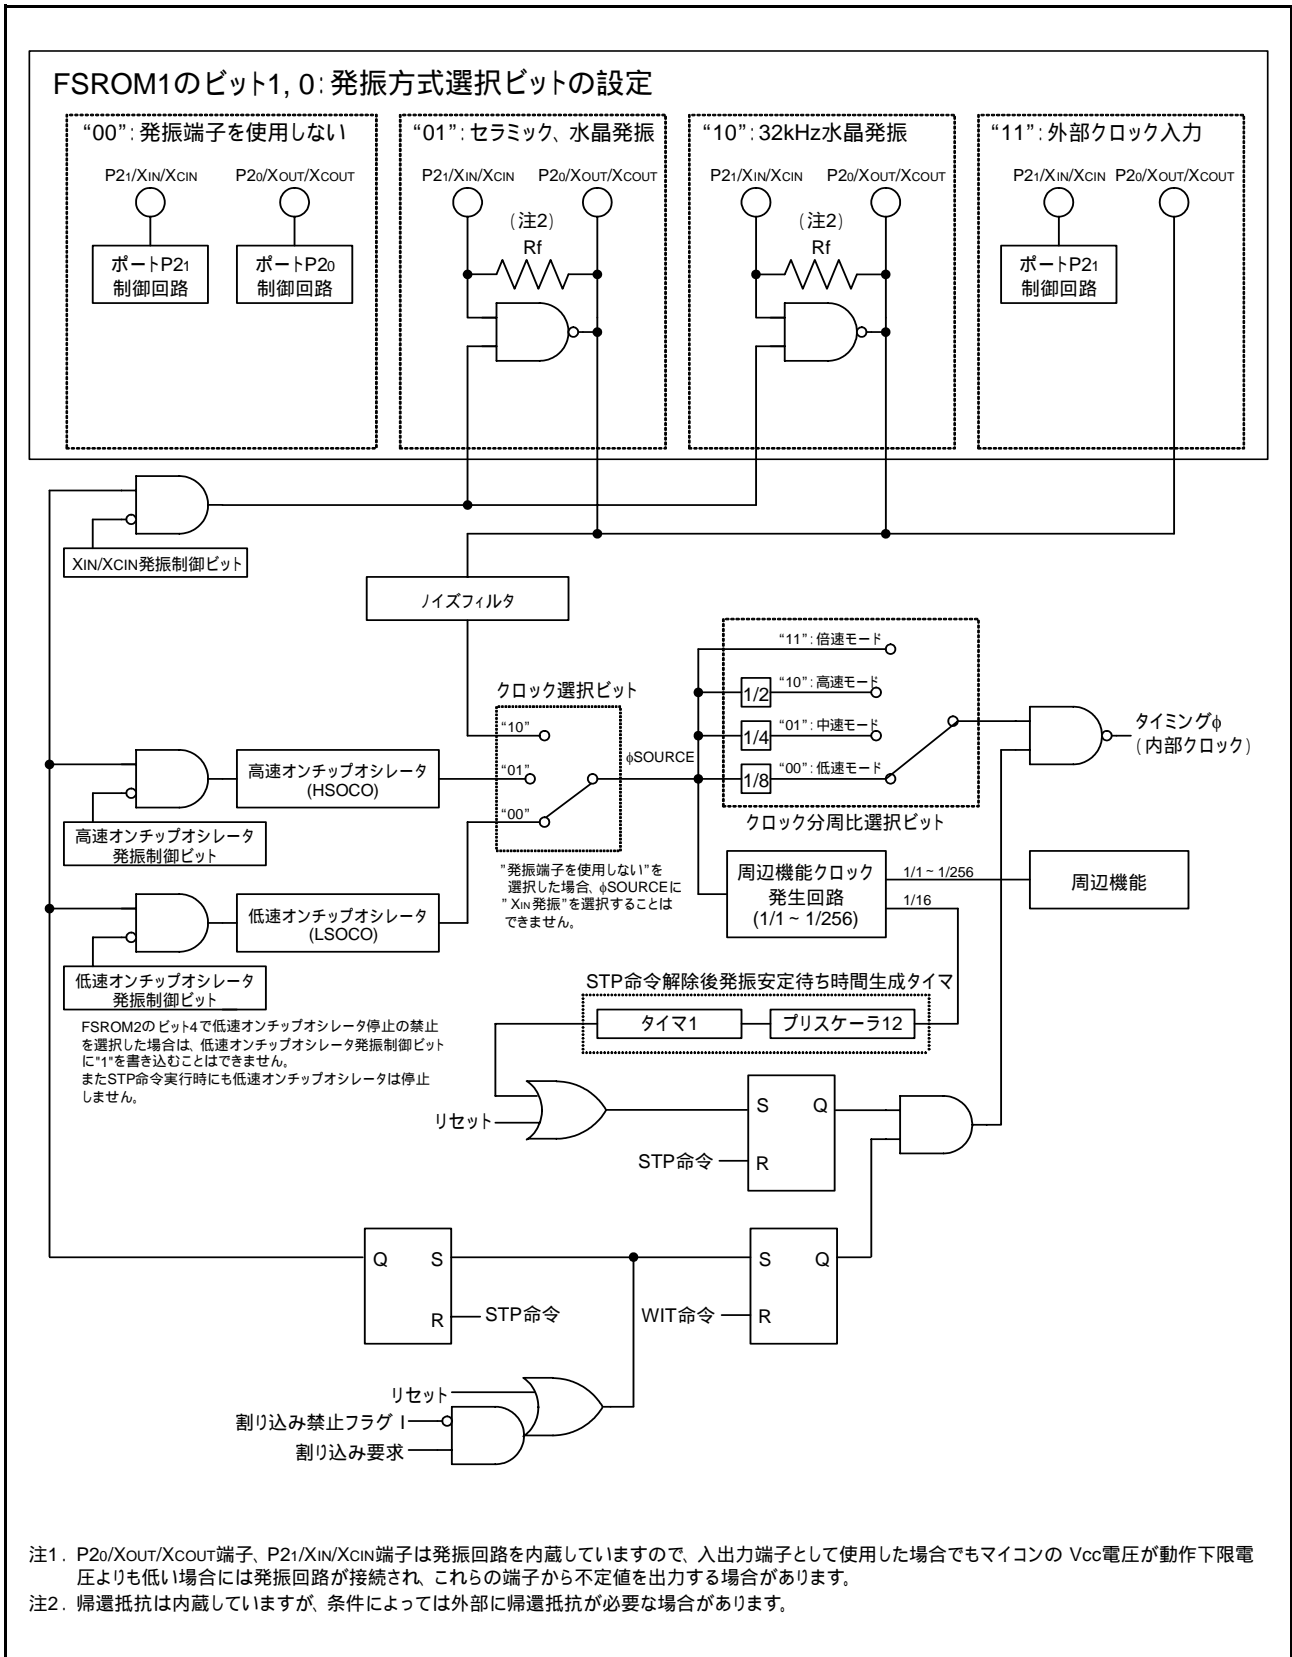 FSROM1のビット1, 0：発振方式選択ビットの設定
“00”：発振端子を使用しない
“01”：セラミック、水晶発振
“10”：32kHz水晶発振
“11”：外部クロック入力
P21/XIN/XCIN
P20/XOUT/XCOUT
P21/XIN/XCIN
P20/XOUT/XCOUT
P21/XIN/XCIN
P20/XOUT/XCOUT
P21/XIN/XCIN
P20/XOUT/XCOUT
（注2）
Rf
（注2）
Rf
ポートP21
制御回路
ポートP20
制御回路
ポートP21
制御回路
XIN/XCIN発振制御ビット
ノイズフィルタ
“11”：倍速モード
1/2
“10”：高速モード
1/4
“01”：中速モード
1/8
“00”：低速モード
クロック分周比選択ビット
クロック選択ビット
“10”
“01”
“00”
φSOURCE
タイミングφ
（内部クロック）
高速オンチップオシレータ
(HSOCO)
高速オンチップオシレータ
発振制御ビット
"発振端子を使用しない"を
選択した場合、φSOURCEに
" XIN発振"を選択することは
できません。
周辺機能クロック
発生回路
(1/1 ~ 1/256)
1/1 ~ 1/256
1/16
周辺機能
低速オンチップオシレータ
(LSOCO)
低速オンチップオシレータ
発振制御ビット
FSROM2のビット4で低速オンチップオシレータ停止の禁止
を選択した場合は、低速オンチップオシレータ発振制御ビット
に"1"を書き込むことはできません。
またSTP命令実行時にも低速オンチップオシレータは停止
しません。
STP命令解除後発振安定待ち時間生成タイマ
タイマ1
プリスケーラ12
リセット
S
Q
STP命令
R
Q
S
R
STP命令
S
Q
WIT命令
R
リセット
割り込み禁止フラグ I
割り込み要求
注1. P20/XOUT/XCOUT端子、P21/XIN/XCIN端子は発振回路を内蔵していますので、入出力端子として使用した場合でもマイコンの Vcc電圧が動作下限電
圧よりも低い場合には発振回路が接続され、これらの端子から不定値を出力する場合があります。
注2. 帰還抵抗は内蔵していますが、条件によっては外部に帰還抵抗が必要な場合があります。